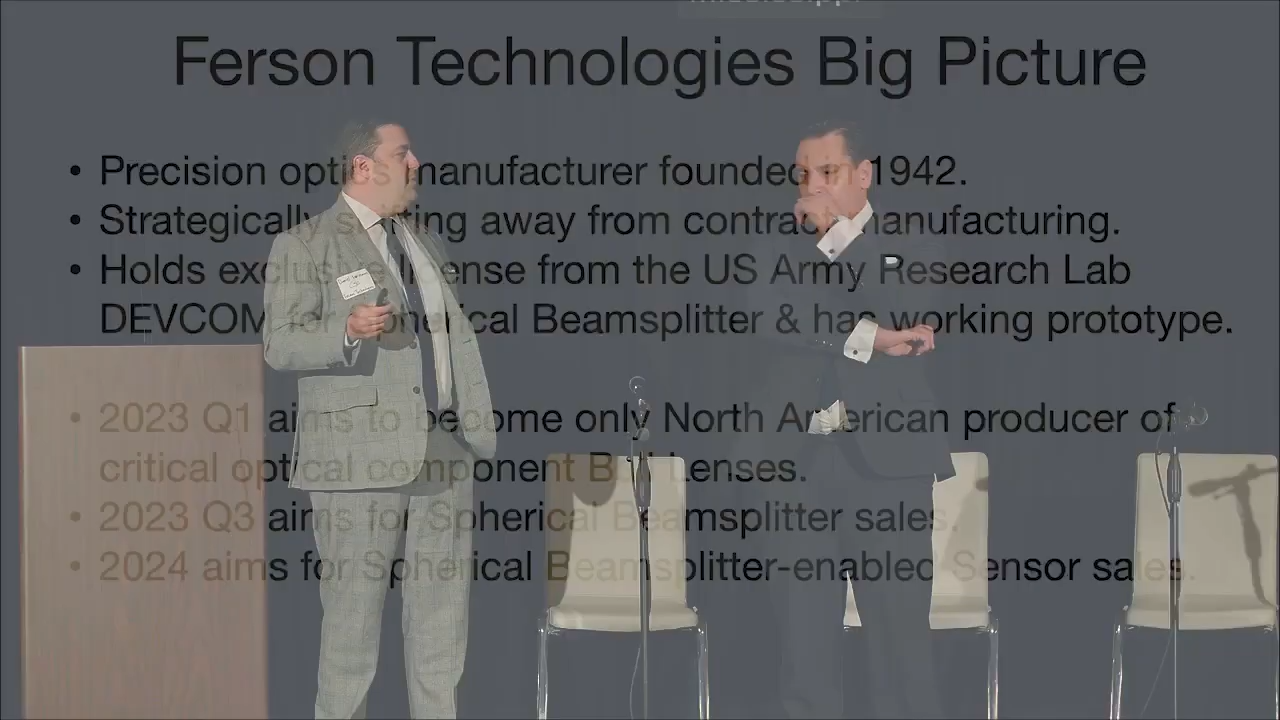 Ferson Technologies Big Picture
• Precision optics manufacturer founded in 1942.
• Strategically shifting away from contract manufacturing.
• Holds exclusive license from the US Army Research Lab
DEVCOM for Spherical Beamsplitter & has working prototype.
• 2023 Q1 aims to become only North American producer of
critical optical component Ball Lenses.
• 2023 Q3 aims for Spherical Beamsplitter sales.
• 2024 aims for Spherical Beamsplitter-enabled Sensor sales.